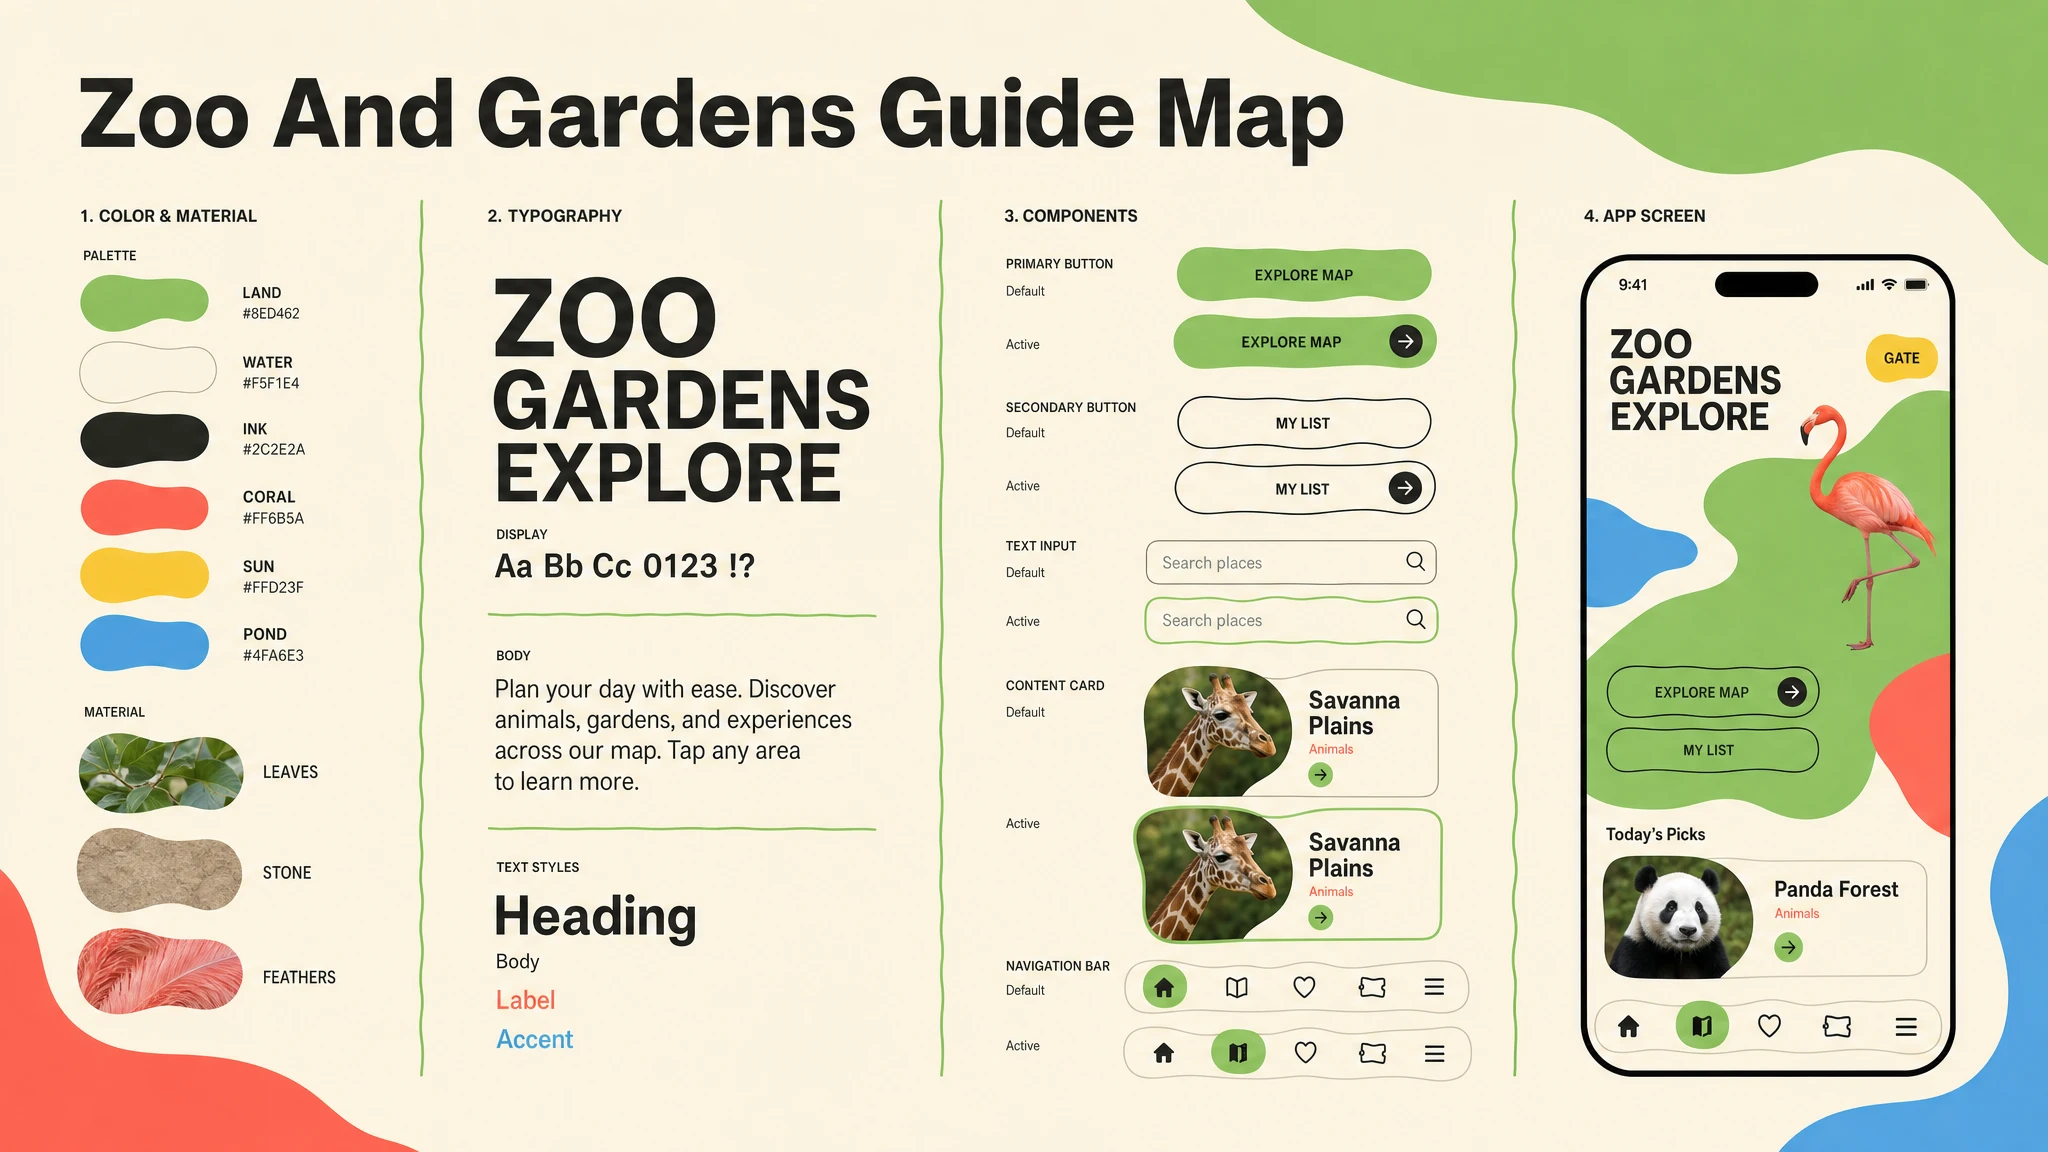 Zoo And Gardens Guide Map
1. COLOR & MATERIAL
PALETTE
LAND
#8ED462
WATER
#F5F1E4
INK
#2C2E2A
CORAL
#FF6B5A
SUN
#FFD23F
POND
#4FA6E3
MATERIAL
LEAVES
STONE
FEATHERS
2. TYPOGRAPHY
ZOO
GARDENS
EXPLORE
DISPLAY
Aa Bb Cc 0123 !?
BODY
Plan your day with ease. Discover
animals, gardens, and experiences
across our map. Tap any area
to learn more.
TEXT STYLES
Heading
Body
Label
Accent
3. COMPONENTS
PRIMARY BUTTON
Default
EXPLORE MAP
Active
EXPLORE MAP
SECONDARY BUTTON
Default
MY LIST
Active
MY LIST
TEXT INPUT
Default
Search places
Active
Search places
CONTENT CARD
Default
Savanna
Plains
Animals
Active
Savanna
Plains
Animals
NAVIGATION BAR
Default
Active
4. APP SCREEN
9:41
ZOO
GARDENS
EXPLORE
GATE
EXPLORE MAP
MY LIST
Today's Picks
Panda Forest
Animals